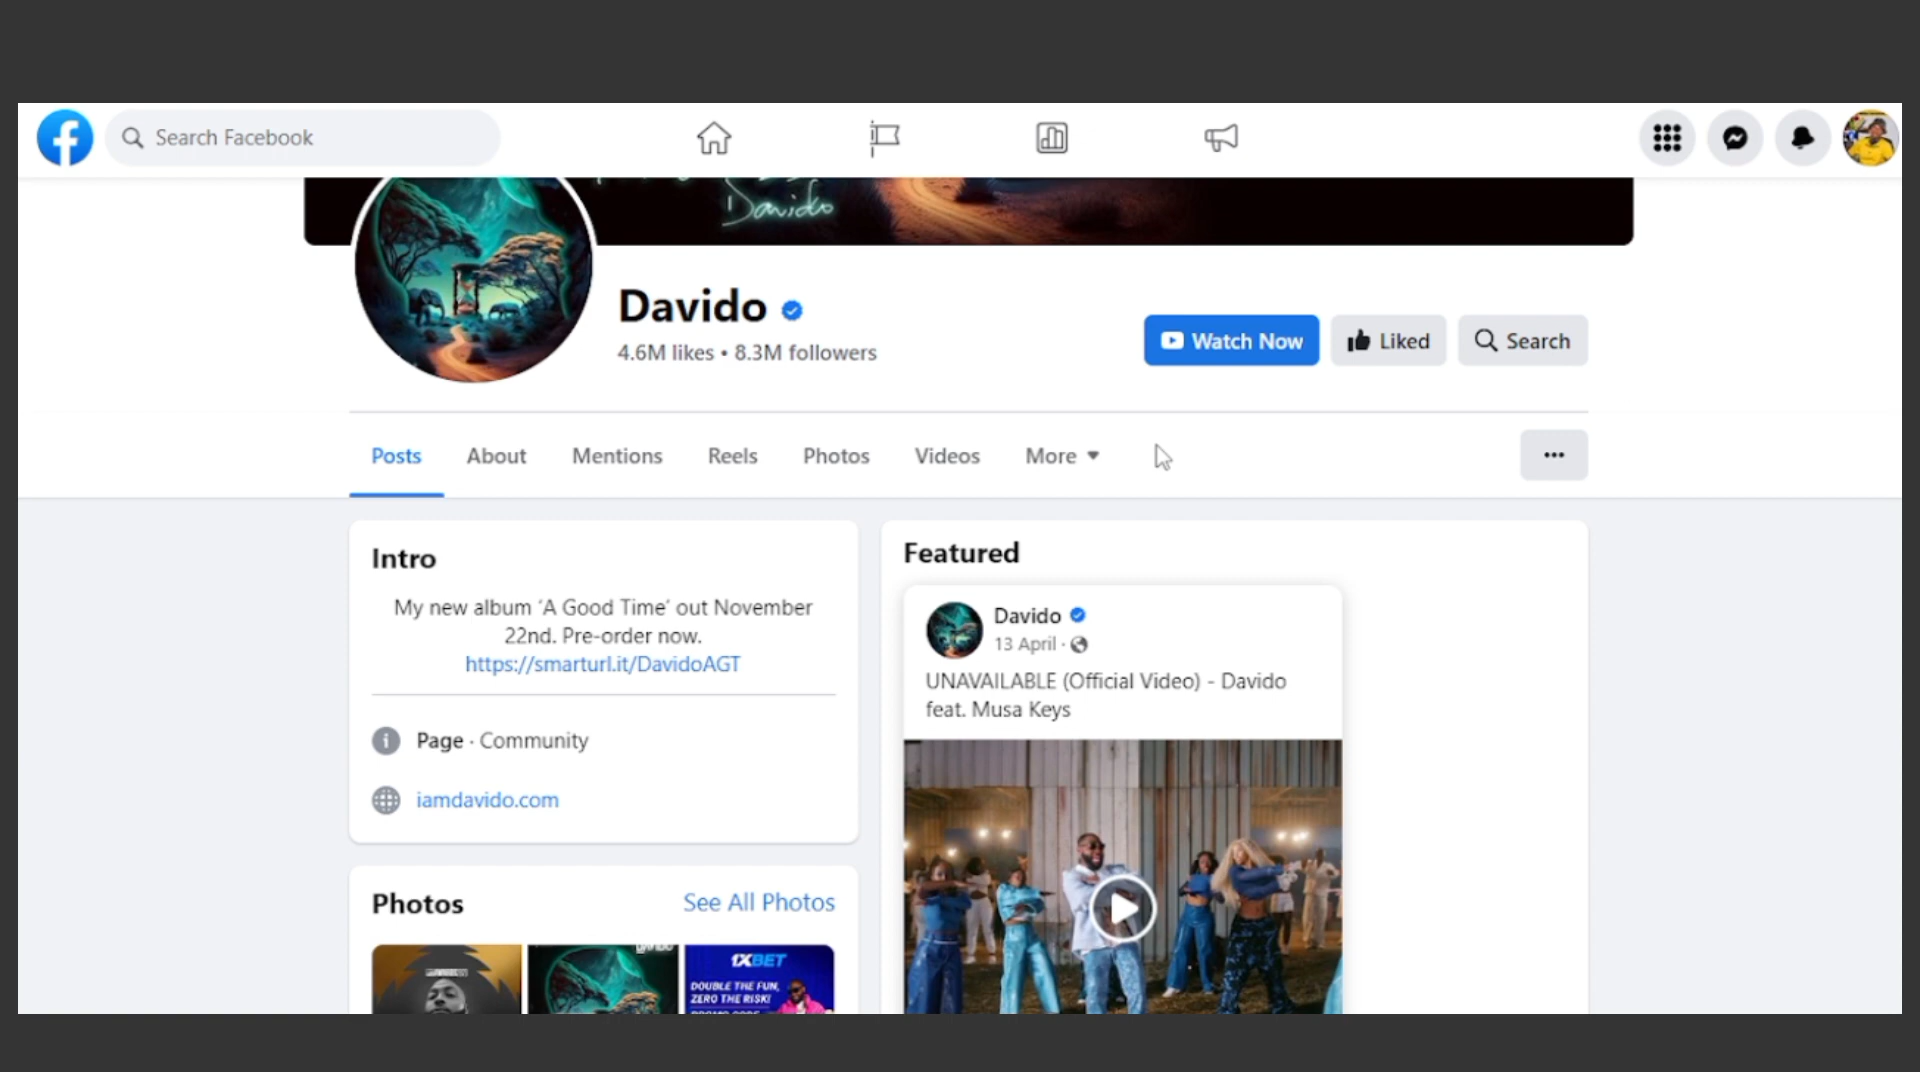 Search Facebook
Davido
Davido
4.6M likes • 8.3M followers
Watch Now
Liked
Search
Posts
About
Mentions
Reels
Photos
Videos
More
Intro
My new album ‘A Good Time’ out November
22nd. Pre-order now.
https://smarturl.it/DavidoAGT
Page · Community
iamdavido.com
Photos
See All Photos
1XBET
DOUBLE THE FUN,
ZERO THE RISK!
Featured
Davido
13 April ·
UNAVAILABLE (Official Video) - Davido
feat. Musa Keys